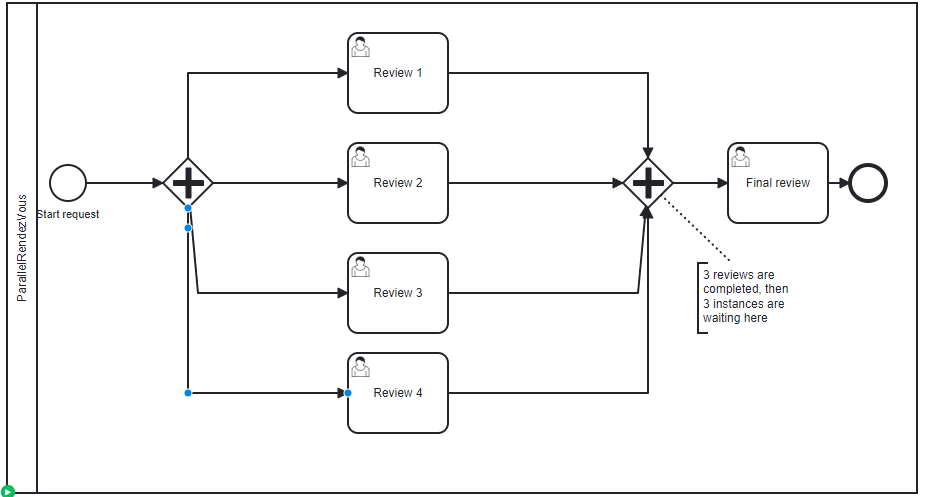 ParallelRendezVous
Start request
Review 1
Review 2
Review 3
Review 4
Final review
3 reviews are
completed, then
3 instances are
waiting here